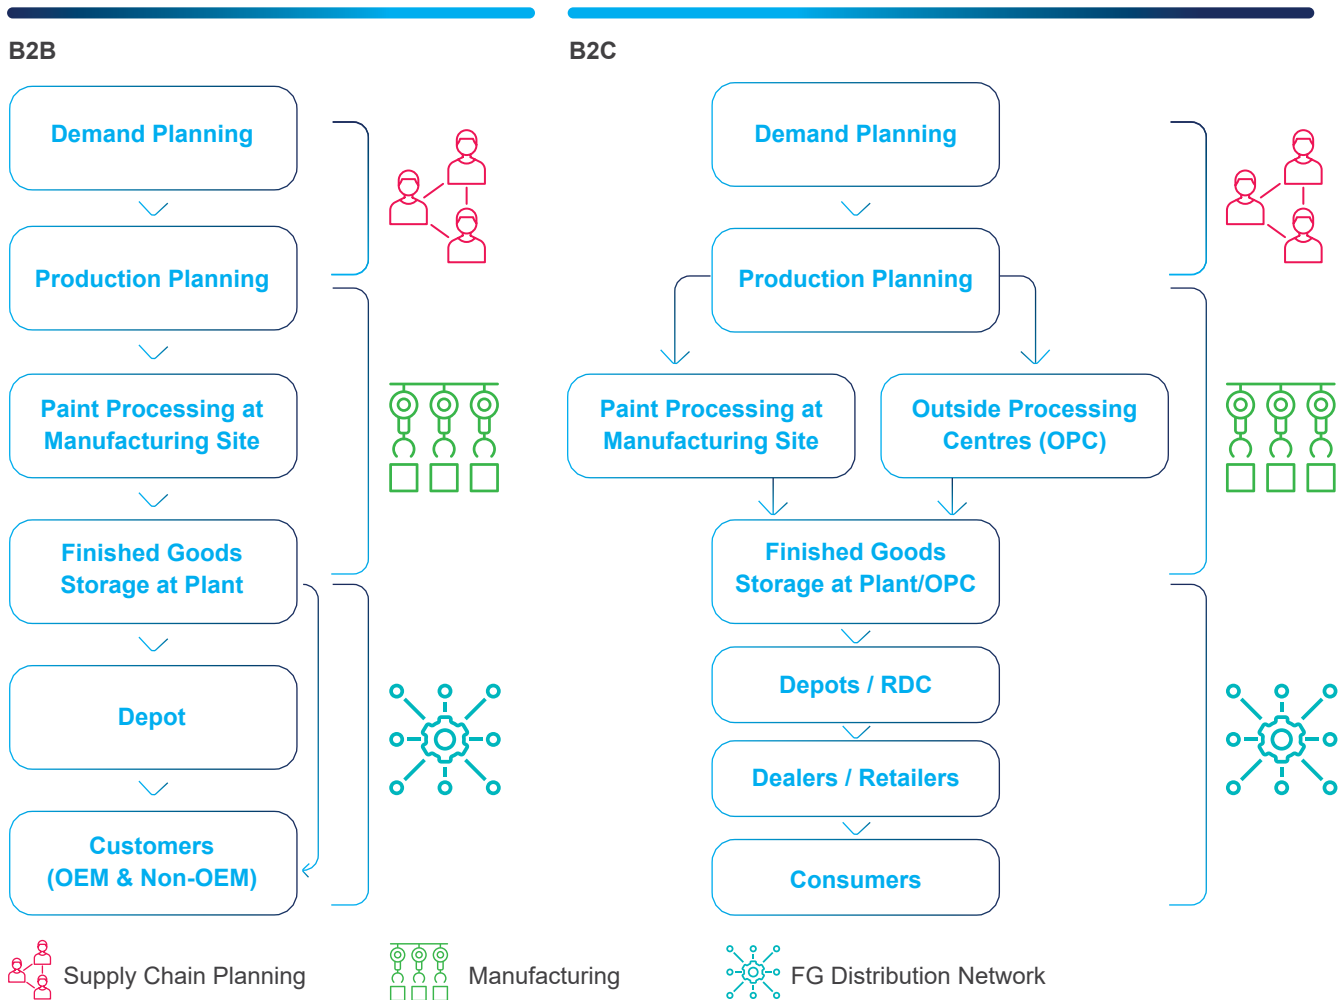 B2B
Demand Planning
Production Planning
Paint Processing at
Manufacturing Site
Finished Goods
Storage at Plant
Depot
Customers
(OEM & Non-OEM)
B2C
Demand Planning
Production Planning
Paint Processing at
Manufacturing Site
Outside Processing
Centres (OPC)
Finished Goods
Storage at Plant/OPC
Depots / RDC
Dealers / Retailers
Consumers
Supply Chain Planning
Manufacturing
FG Distribution Network